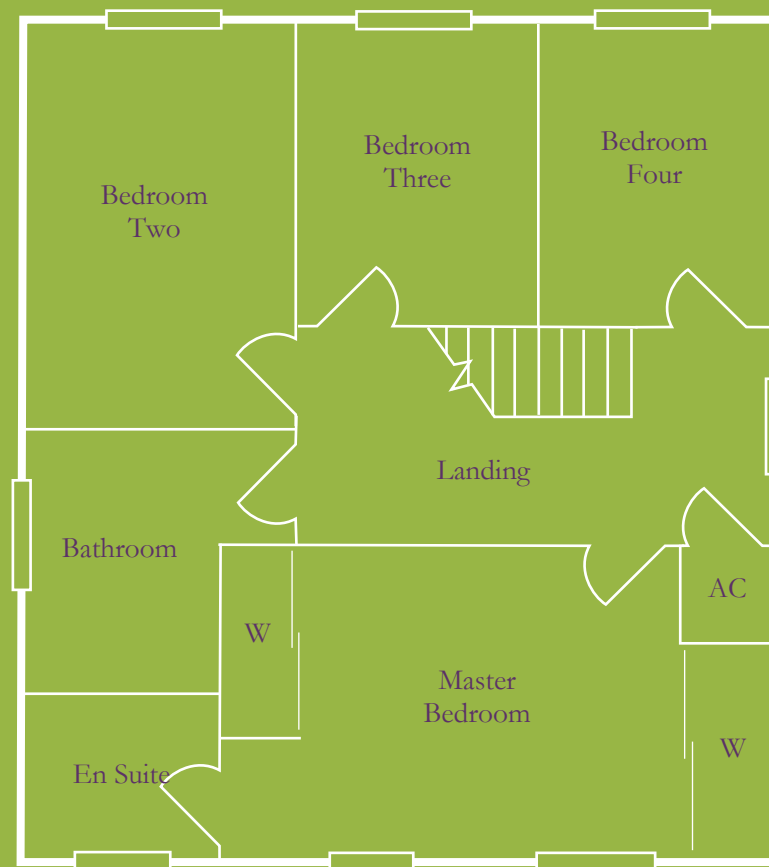 Bedroom
Two
Bedroom
Three
Bedroom
Four
Landing
Bathroom
W
AC
Master
Bedroom
W
En Suite